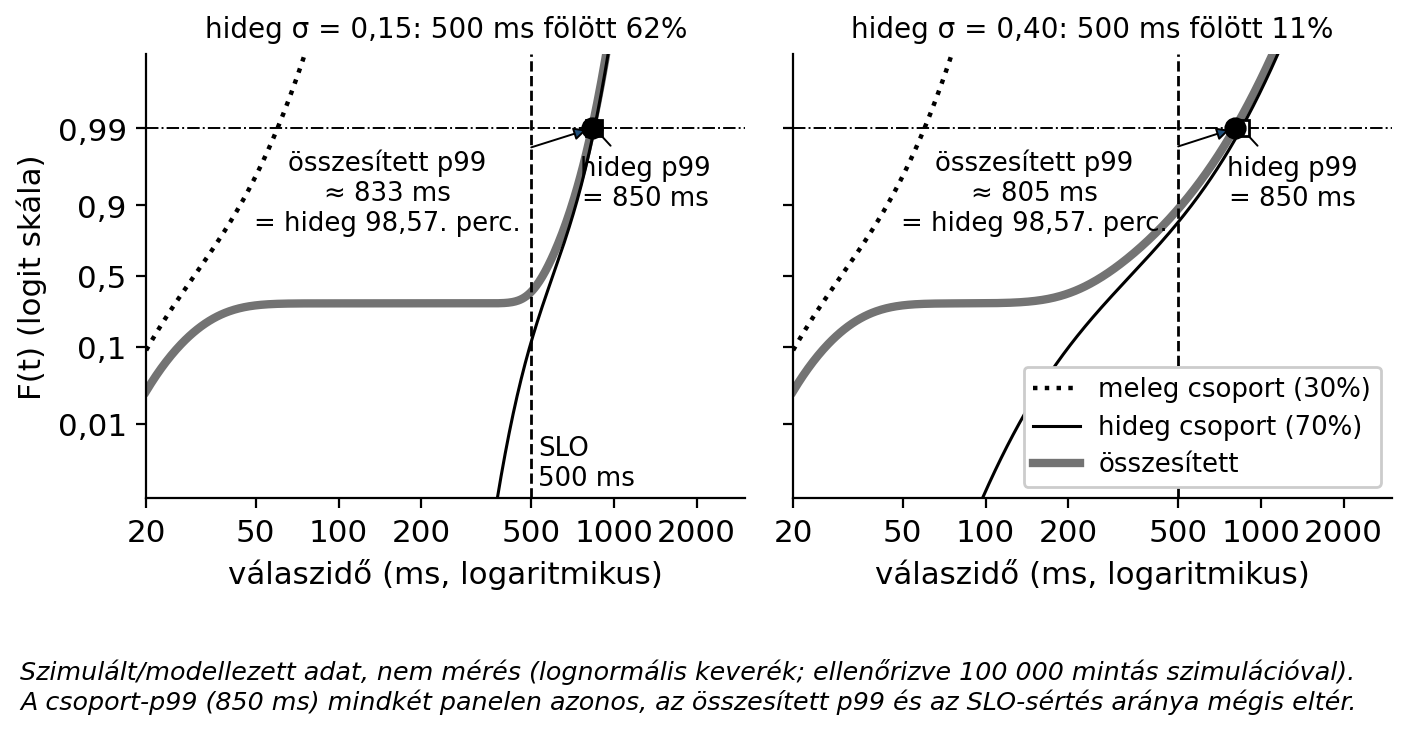 hideg σ = 0,15: 500 ms fölött 62%
hideg σ = 0,40: 500 ms fölött 11%
F(t) (logit skála)
0,99
0,9
0,5
0,1
0,01
összesített p99
≈ 833 ms
= hideg 98,57. perc.
hideg p99
= 850 ms
SLO
500 ms
20 50 100 200 500 1000 2000
válaszidő (ms, logaritmikus)
összesített p99
≈ 805 ms
= hideg 98,57. perc.
hideg p99
= 850 ms
meleg csoport (30%)
hideg csoport (70%)
összesített
20 50 100 200 500 1000 2000
válaszidő (ms, logaritmikus)
Szimulált/modellezett adat, nem mérés (lognormális keverék; ellenőrizve 100 000 mintás szimulációval).
A csoport-p99 (850 ms) mindkét panelen azonos, az összesített p99 és az SLO-sértés aránya mégis eltér.